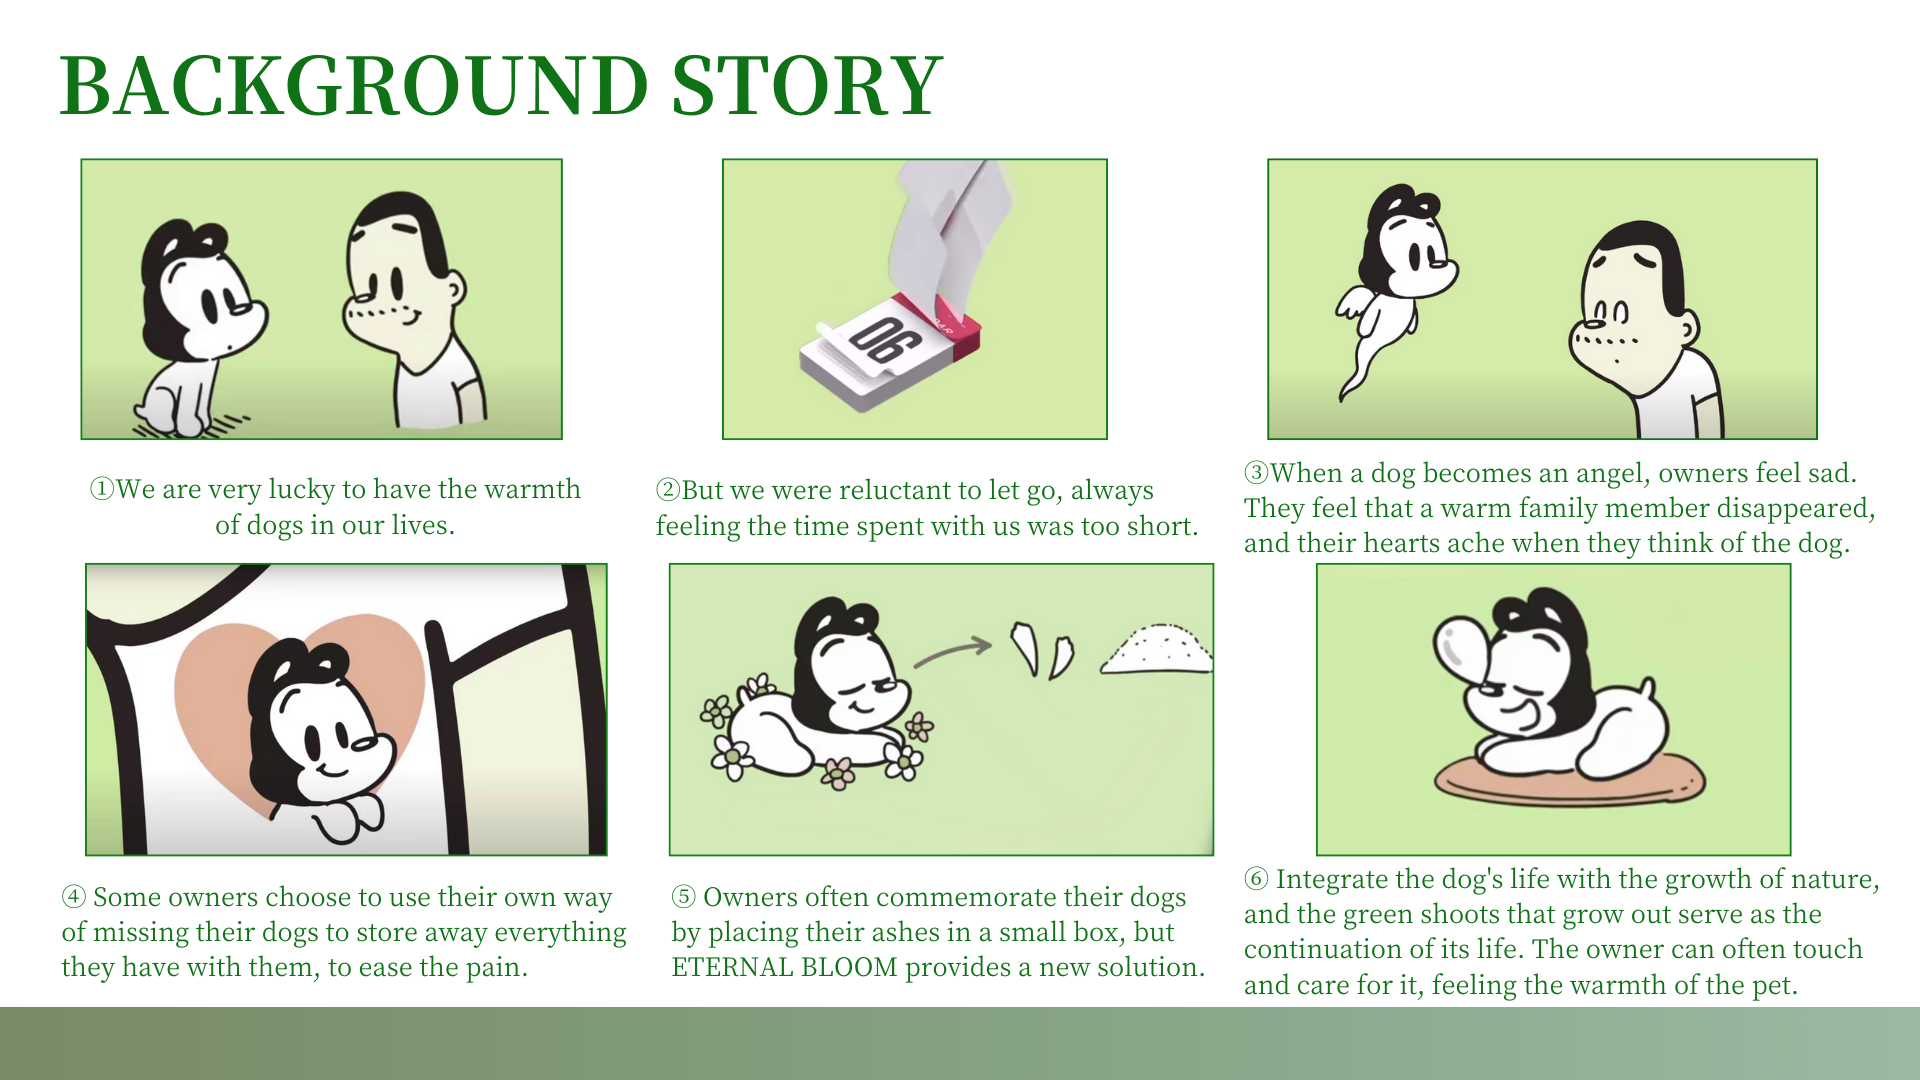 BACKGROUND STORY
06
①We are very lucky to have the warmth
of dogs in our lives.
②But we were reluctant to let go, always
feeling the time spent with us was too short.
③When a dog becomes an angel, owners feel sad.
They feel that a warm family member disappeared,
and their hearts ache when they think of the dog.
④ Some owners choose to use their own way
of missing their dogs to store away everything
they have with them, to ease the pain.
⑤ Owners often commemorate their dogs
by placing their ashes in a small box, but
ETERNAL BLOOM provides a new solution.
⑥ Integrate the dog's life with the growth of nature,
and the green shoots that grow out serve as the
continuation of its life. The owner can often touch
and care for it, feeling the warmth of the pet.